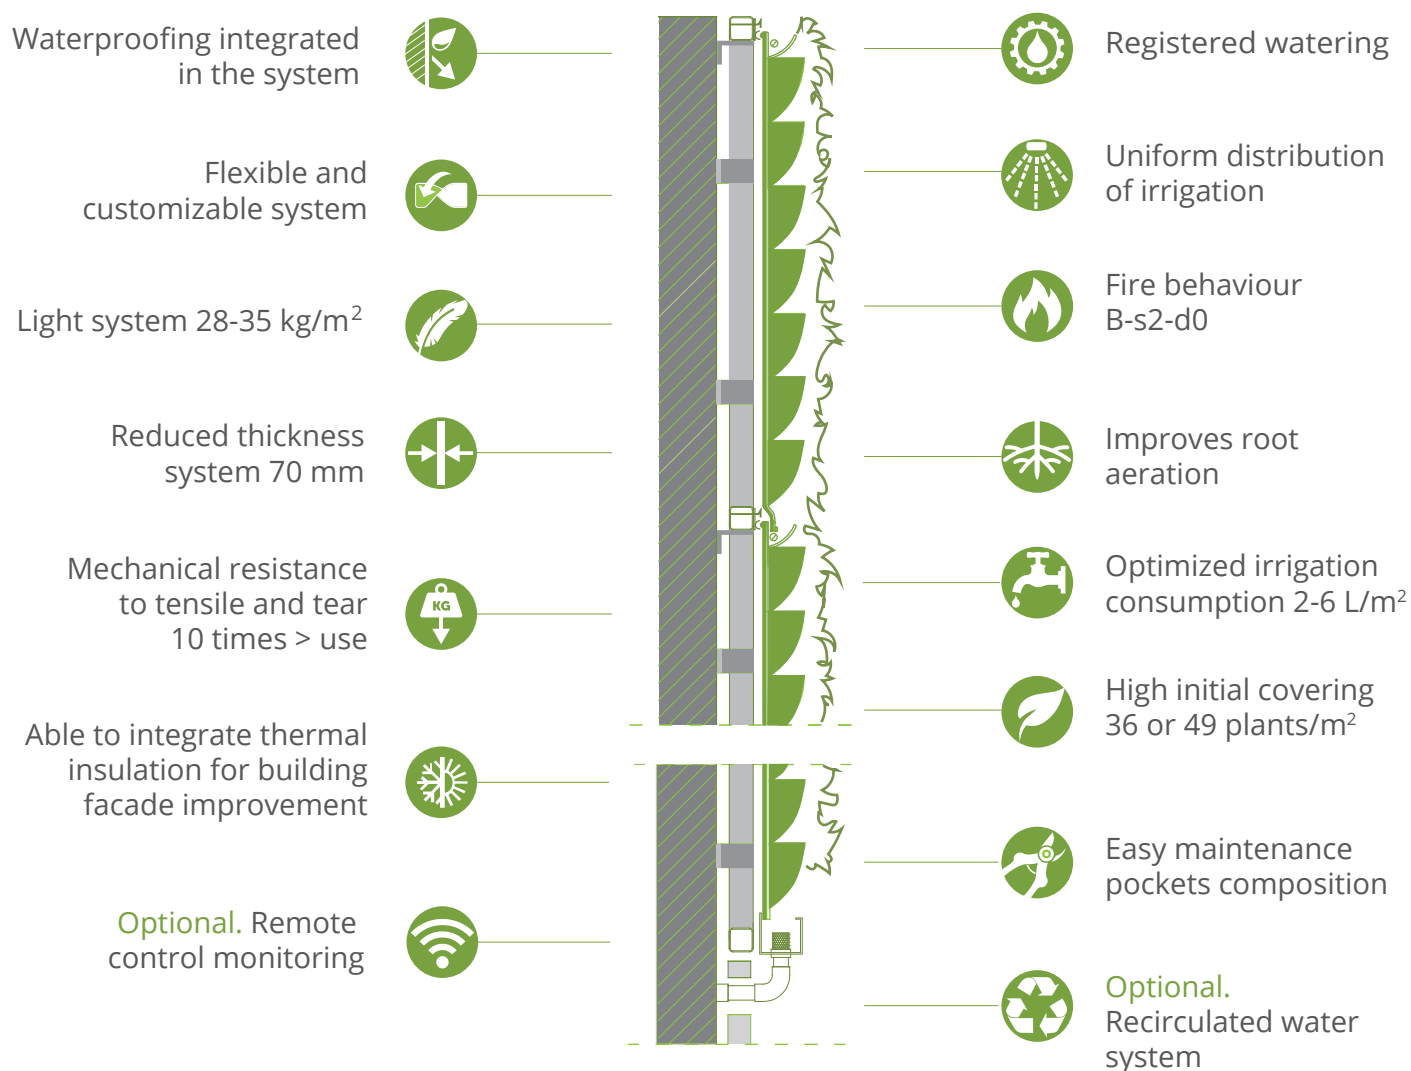 Waterproofing integrated
in the system
Flexible and
customizable system
Light system 28-35 kg/m²
Reduced thickness
system 70 mm
Mechanical resistance
to tensile and tear
10 times > use
KG
Able to integrate thermal
insulation for building
facade improvement
Optional. Remote
control monitoring
Registered watering
Uniform distribution
of irrigation
Fire behaviour
B-s2-d0
Improves root
aeration
Optimized irrigation
consumption 2-6 L/m²
High initial covering
36 or 49 plants/m²
Easy maintenance
pockets composition
Optional.
Recirculated water
system